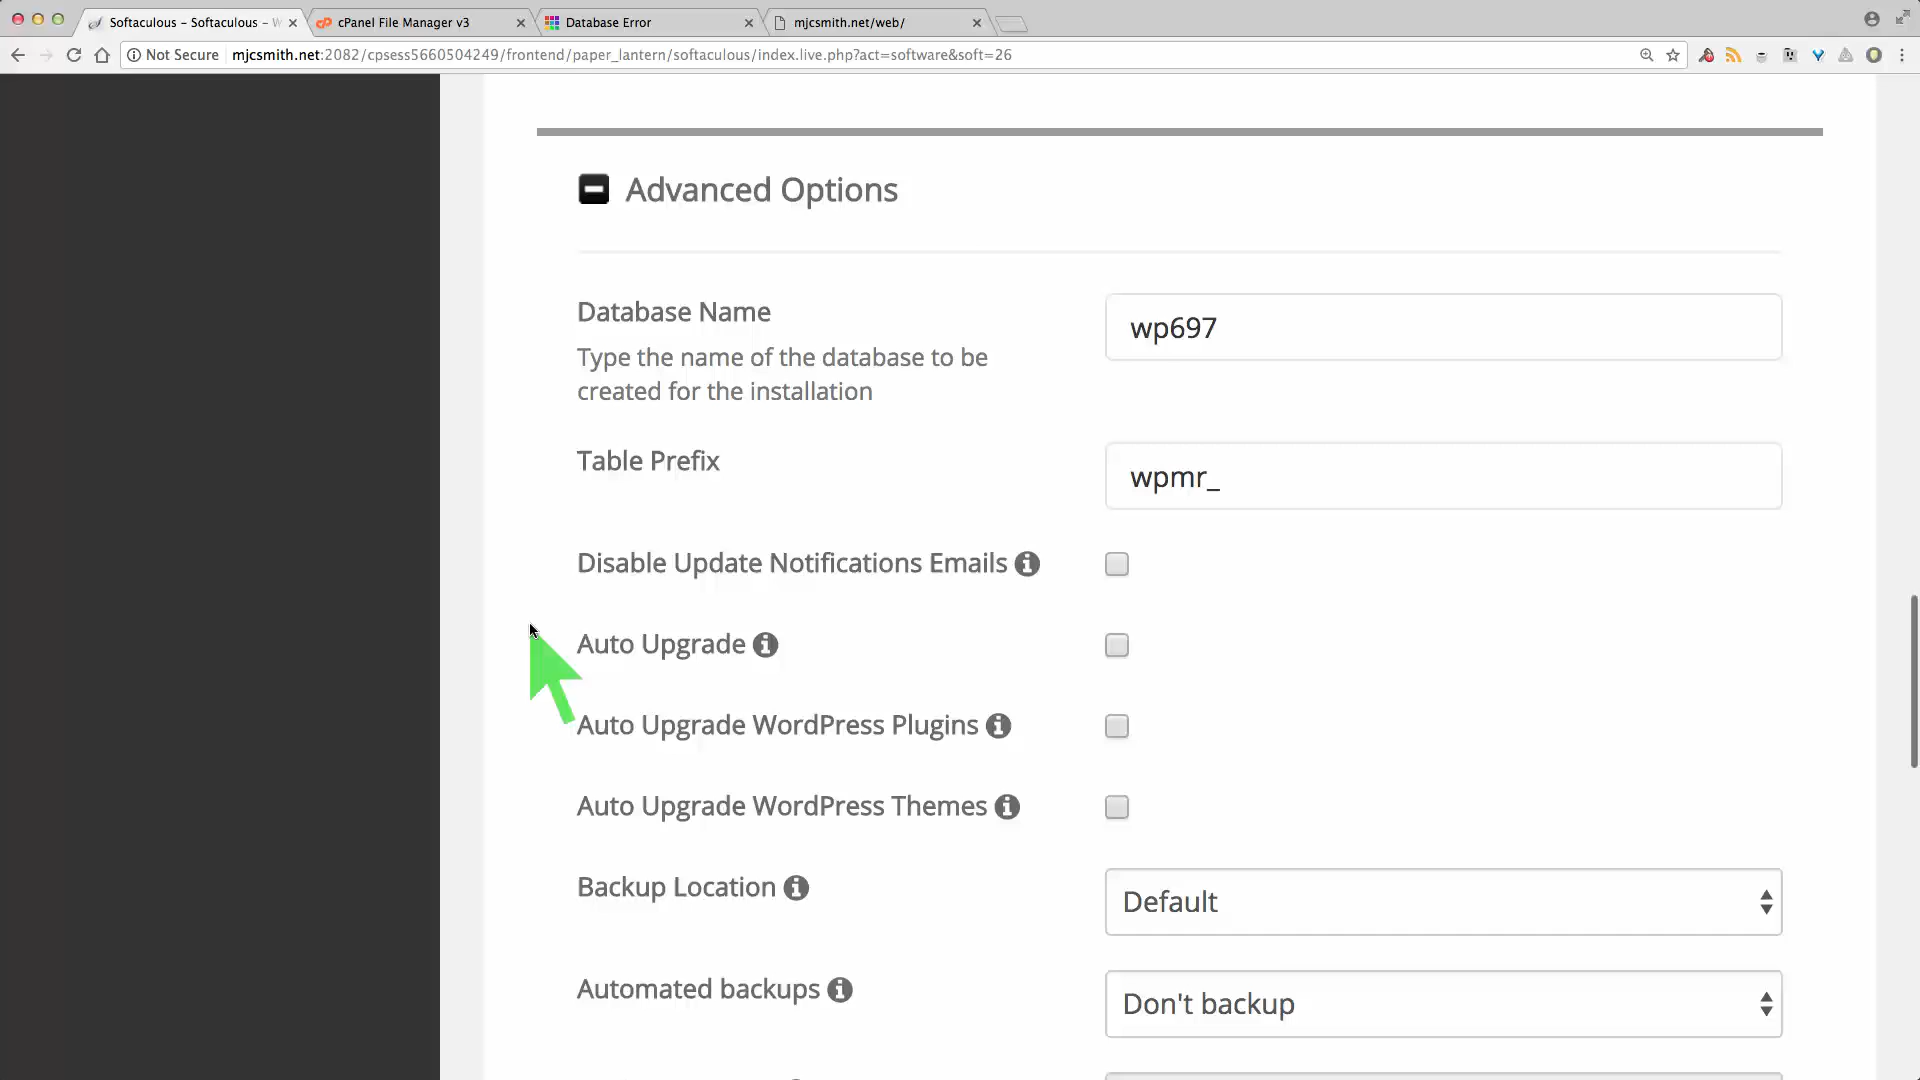 Softaculous – Softaculous – W
cPanel File Manager v3
Database Error
mjcsmith.net/web/
Not Secure
mjcsmith.net:2082/cpsess5660504249/frontend/paper_lantern/softaculous/index.live.php?act=software&soft=26
Advanced Options
Database Name
wp697
Type the name of the database to be
created for the installation
Table Prefix
wpmr_
Disable Update Notifications Emails
Auto Upgrade
Auto Upgrade WordPress Plugins
Auto Upgrade WordPress Themes
Backup Location
Default
Automated backups
Don't backup